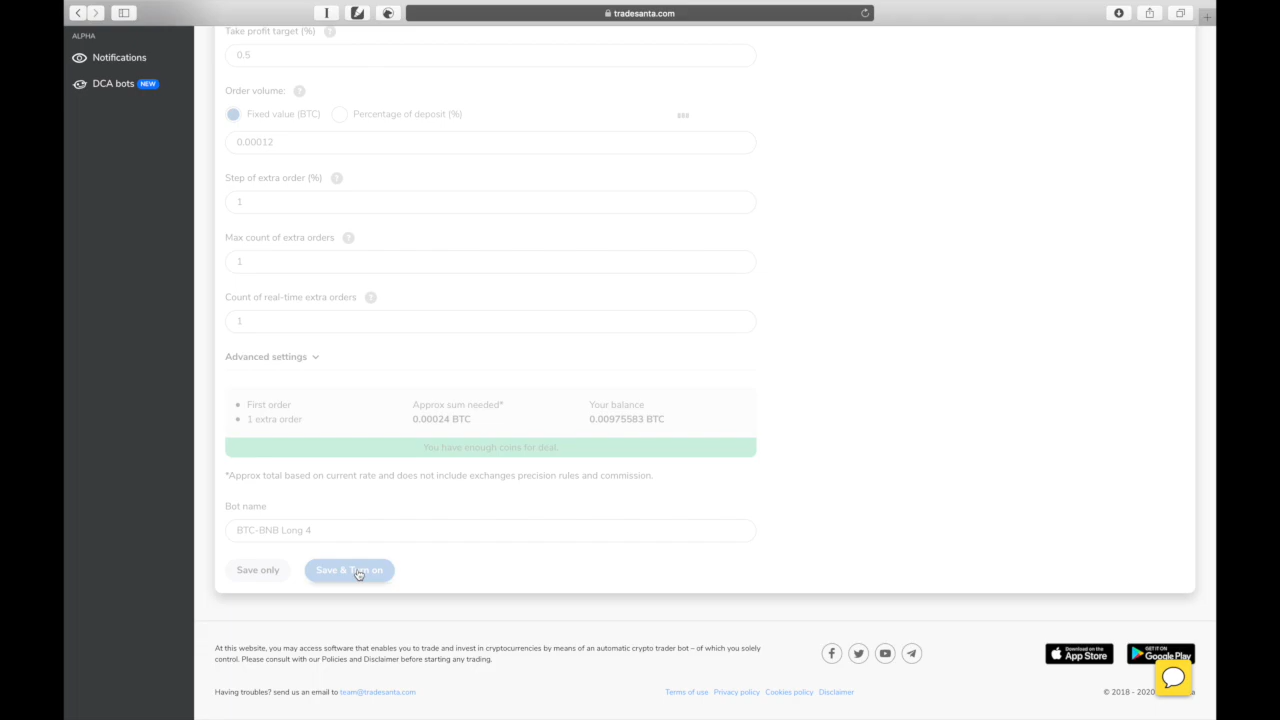 tradesanta.com
ALPHA
Notifications
DCA bots NEW
Take profit target (%) ?
0.5
Order volume: ?
Fixed value (BTC) Percentage of deposit (%)
0.00012
Step of extra order (%) ?
1
Max count of extra orders ?
1
Count of real-time extra orders ?
1
Advanced settings
First order Approx sum needed* Your balance
1 extra order 0.00024 BTC 0.00975583 BTC
You have enough coins for deal.
*Approx total based on current rate and does not include exchanges precision rules and commission.
Bot name
BTC-BNB Long 4
Save only Save & Turn on
At this website, you may access software that enables you to trade and invest in cryptocurrencies by means of an automatic crypto trader bot – of which you solely
control. Please consult with our Policies and Disclaimer before starting any trading.
Download on the App Store
GET IT ON Google Play
Having troubles? send us an email to team@tradesanta.com
Terms of use Privacy policy Cookies policy Disclaimer
© 2018 - 2020